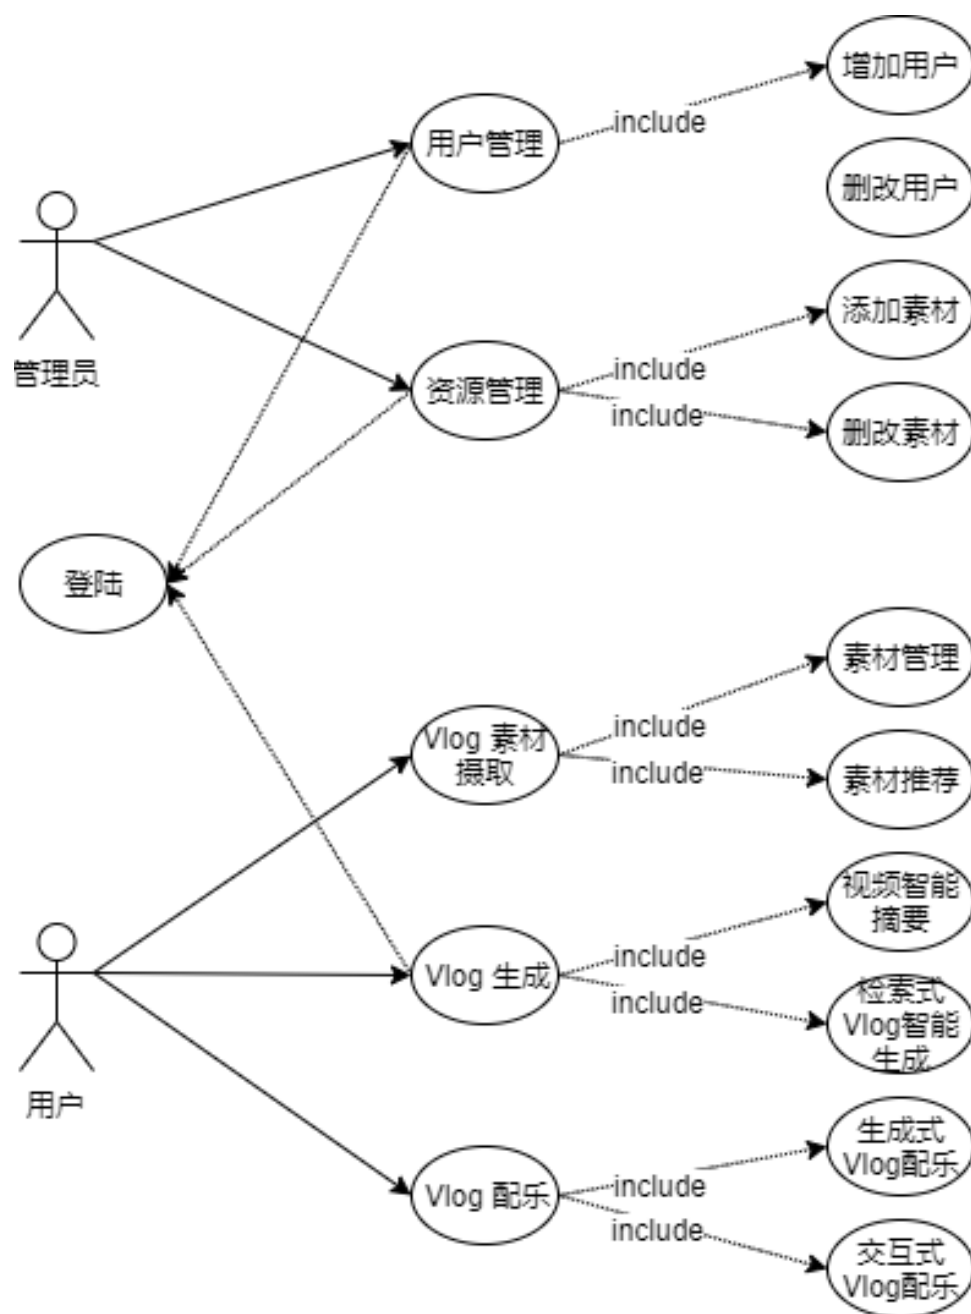 增加用户
include
用户管理
删改用户
添加素材
include
管理员
资源管理
include
删改素材
登陆
素材管理
include
Vlog 素材
摄取
include
素材推荐
视频智能
摘要
include
Vlog 生成
include
检索式
Vlog智能
生成
用户
生成式
Vlog配乐
include
Vlog 配乐
include
交互式
Vlog配乐